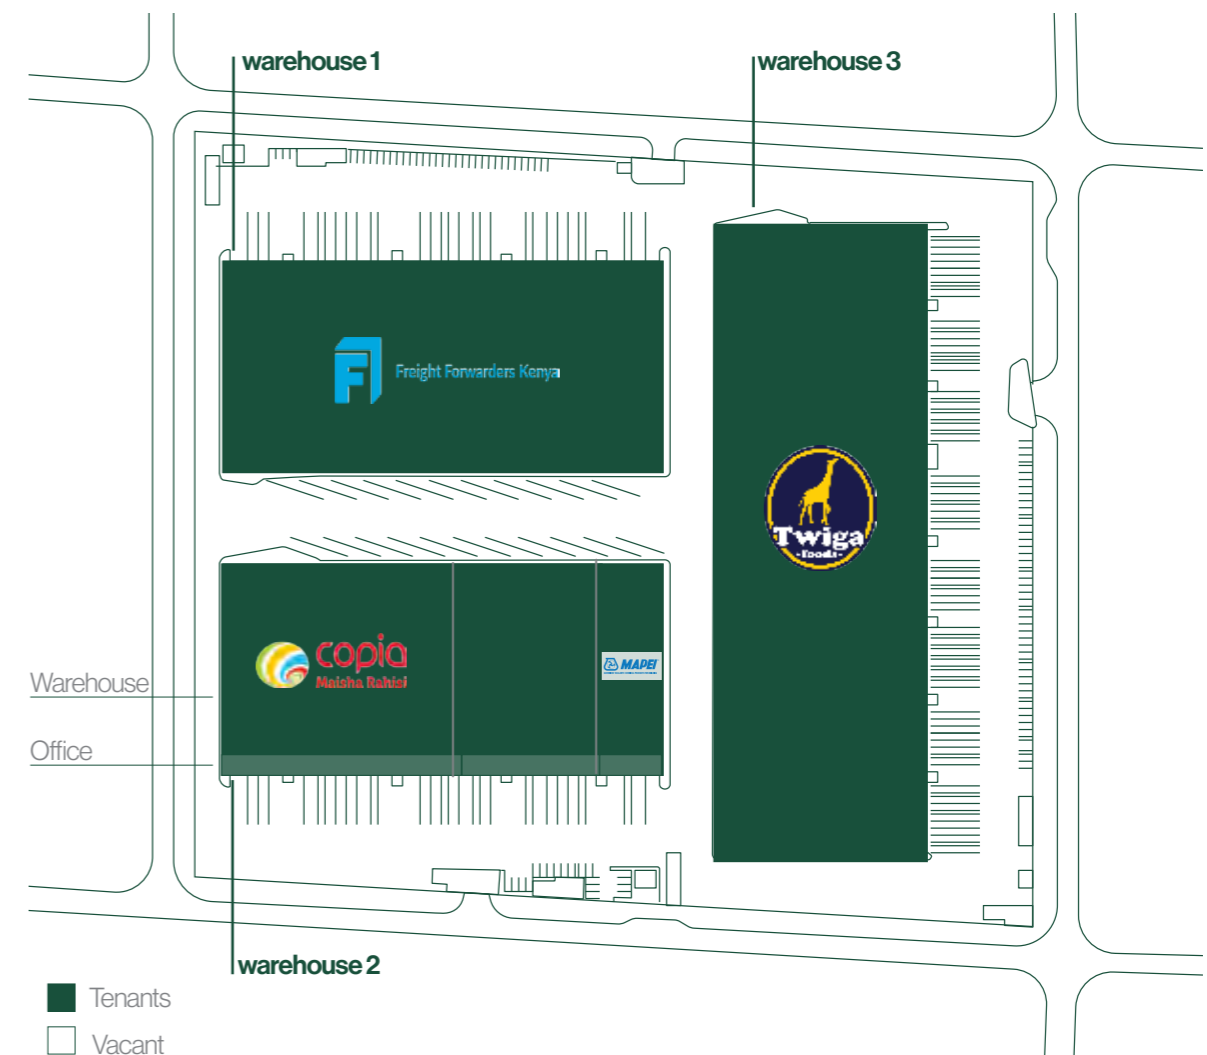 warehouse 1
warehouse 3
Freight Forwarders Kenya
Twiga
-foods-
copia
Maisha Rahisi
MAPEI
Warehouse
Office
warehouse 2
Tenants
Vacant